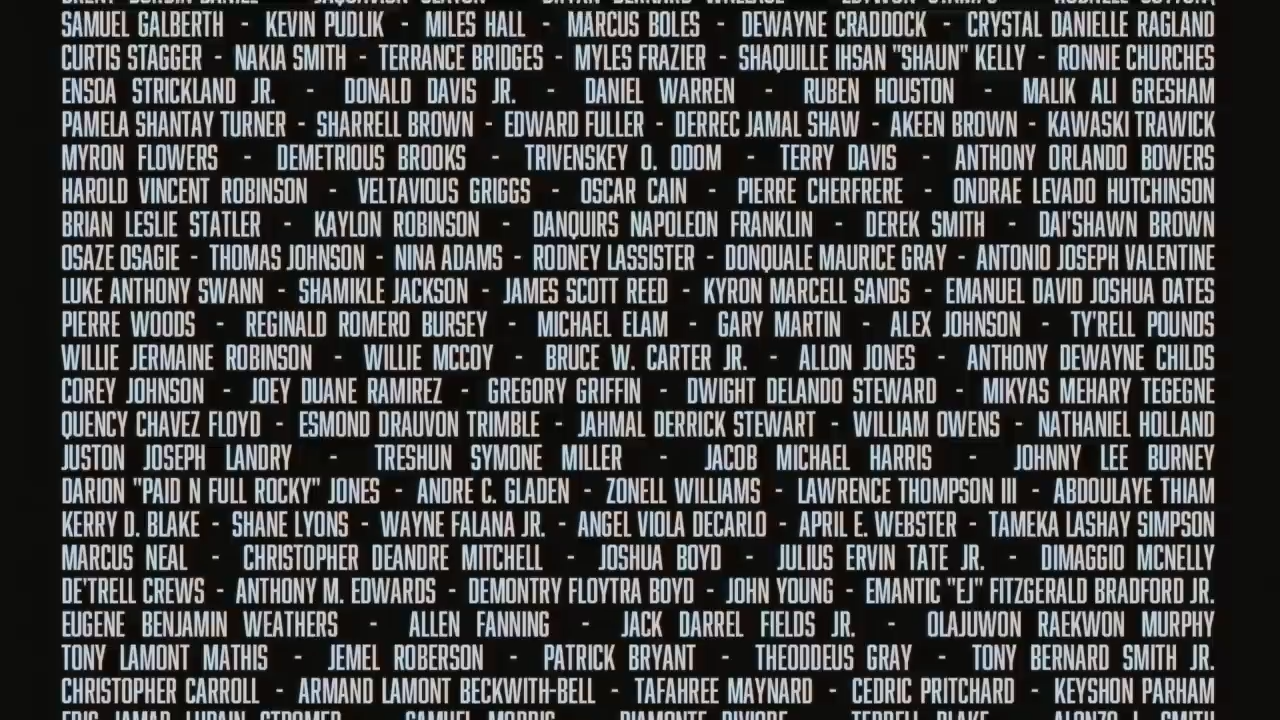 SAMUEL GALBERTH - KEVIN PUDLIK - MILES HALL - MARCUS BOLES - DEWAYNE CRADDOCK - CRYSTAL DANIELLE RAGLAND
CURTIS STAGGER - NAKIA SMITH - TERRANCE BRIDGES - MYLES FRAZIER - SHAQUILLE IHSAN "SHAUN" KELLY - RONNIE CHURCHES
ENSOA STRICKLAND JR. - DONALD DAVIS JR. - DANIEL WARREN - RUBEN HOUSTON - MALIK ALI GRESHAM
PAMELA SHANTAY TURNER - SHARRELL BROWN - EDWARD FULLER - DERREC JAMAL SHAW - AKEEN BROWN - KAWASKI TRAWICK
MYRON FLOWERS - DEMETRIOUS BROOKS - TRIVENSKEY O. ODOM - TERRY DAVIS - ANTHONY ORLANDO BOWERS
HAROLD VINCENT ROBINSON - VELTAVIOUS GRIGGS - OSCAR CAIN - PIERRE CHERFRERE - ONDRAE LEVADO HUTCHINSON
BRIAN LESLIE STATLER - KAYLON ROBINSON - DANQUIRS NAPOLEON FRANKLIN - DEREK SMITH - DAI'SHAWN BROWN
OSAZE OSAGIE - THOMAS JOHNSON - NINA ADAMS - RODNEY LASSISTER - DONQUALE MAURICE GRAY - ANTONIO JOSEPH VALENTINE
LUKE ANTHONY SWANN - SHAMIKLE JACKSON - JAMES SCOTT REED - KYRON MARCELL SANDS - EMANUEL DAVID JOSHUA OATES
PIERRE WOODS - REGINALD ROMERO BURSEY - MICHAEL ELAM - GARY MARTIN - ALEX JOHNSON - TY'RELL POUNDS
WILLIE JERMAINE ROBINSON - WILLIE MCCOY - BRUCE W. CARTER JR. - ALLON JONES - ANTHONY DEWAYNE CHILDS
COREY JOHNSON - JOEY DUANE RAMIREZ - GREGORY GRIFFIN - DWIGHT DELANDO STEWARD - MIKYAS MEHARY TEGEGNE
QUENCY CHAVEZ FLOYD - ESMOND DRAUVON TRIMBLE - JAHMAL DERRICK STEWART - WILLIAM OWENS - NATHANIEL HOLLAND
JUSTON JOSEPH LANDRY - TRESHUN SYMONE MILLER - JACOB MICHAEL HARRIS - JOHNNY LEE BURNEY
DARION "PAID N FULL ROCKY" JONES - ANDRE C. GLADEN - ZONELL WILLIAMS - LAWRENCE THOMPSON III - ABDOULAYE THIAM
KERRY D. BLAKE - SHANE LYONS - WAYNE FALANA JR. - ANGEL VIOLA DECARLO - APRIL E. WEBSTER - TAMEKA LASHAY SIMPSON
MARCUS NEAL - CHRISTOPHER DEANDRE MITCHELL - JOSHUA BOYD - JULIUS ERVIN TATE JR. - DIMAGGIO MCNELLY
DE'TRELL CREWS - ANTHONY M. EDWARDS - DEMONTRY FLOYTRA BOYD - JOHN YOUNG - EMANTIC "EJ" FITZGERALD BRADFORD JR.
EUGENE BENJAMIN WEATHERS - ALLEN FANNING - JACK DARREL FIELDS JR. - OLAJUWON RAEKWON MURPHY
TONY LAMONT MATHIS - JEMEL ROBERSON - PATRICK BRYANT - THEODDEUS GRAY - TONY BERNARD SMITH JR.
CHRISTOPHER CARROLL - ARMAND LAMONT BECKWITH-BELL - TAFAHREE MAYNARD - CEDRIC PRITCHARD - KEYSHON PARHAM